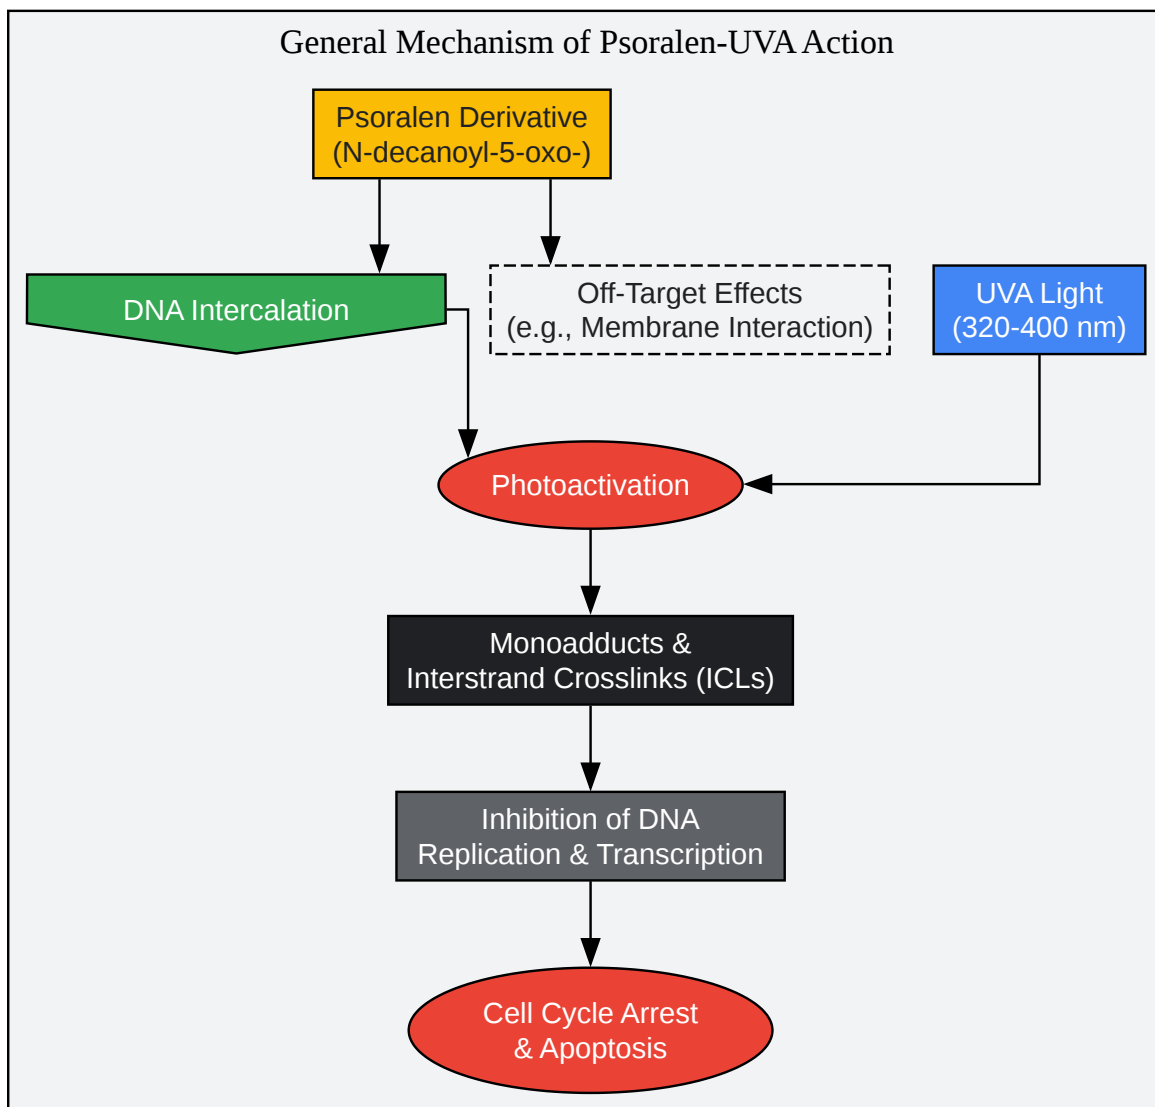 General Mechanism of Psoralen-UVA Action
Psoralen Derivative
(N-decanoyl-5-oxo-)
DNA Intercalation
Off-Target Effects
(e.g., Membrane Interaction)
UVA Light
(320-400 nm)
Photoactivation
Monoadducts &
Interstrand Crosslinks (ICLs)
Inhibition of DNA
Replication & Transcription
Cell Cycle Arrest
& Apoptosis